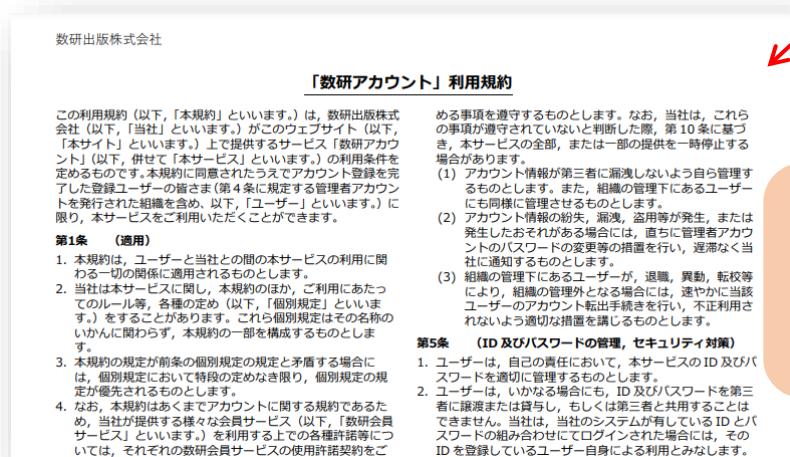 数研出版株式会社
「数研アカウント」利用規約
この利用規約（以下，「本規約」といいます。）は，数研出版株式
会社（以下，「当社」といいます。）がこのウェブサイト（以下，
「本サイト」といいます。）上で提供するサービス「数研アカウ
ント」（以下，併せて「本サービス」といいます。）の利用条件を
定めるものです。本規約に同意されたうえでアカウント登録を完
了した登録ユーザーの皆さま（第４条に規定する管理者アカウン
トを発行された組織を含め、以下，「ユーザー」といいます。）に
限り，本サービスをご利用いただくことができます。
第1条　（適用）
1. 本規約は，ユーザーと当社との間の本サービスの利用に関
わる一切の関係に適用されるものとします。
2. 当社は本サービスに関し，本規約のほか，ご利用にあたっ
てのルール等，各種の定め（以下，「個別規定」といいま
す。）をすることがあります。これら個別規定はその名称の
いかんに関わらず，本規約の一部を構成するものとしま
す。
3. 本規約の規定が前条の個別規定の規定と矛盾する場合に
は，個別規定において特段の定めなき限り，個別規定の規
定が優先されるものとします。
4. なお，本規約はあくまでアカウントに関する規約であるた
め，当社が提供する様々な会員サービス（以下，「数研会員
サービス」といいます。）を利用する上での各種許諾等につ
いては，それぞれの数研会員サービスの使用許諾契約をご
める事項を遵守するものとします。なお，当社は，これら
の事項が遵守されていないと判断した際，第 10 条に基づ
き，本サービスの全部，または一部の提供を一時停止する
場合があります。
(1) アカウント情報が第三者に漏洩しないよう自ら管理す
るものとします。また，組織の管理下にあるユーザー
にも同様に管理させるものとします。
(2) アカウント情報の紛失，漏洩，盗用等が発生，または
発生したおそれがある場合には，直ちに管理者アカウ
ントのパスワードの変更等の措置を行い，遅滞なく当
社に通知するものとします。
(3) 組織の管理下にあるユーザーが，退職，異動，転校等
により，組織の管理外となる場合には，速やかに当該
ユーザーのアカウント転出手続きを行い，不正利用さ
れないよう適切な措置を講じるものとします。
第5条　（ID 及びパスワードの管理，セキュリティ対策）
1. ユーザーは，自己の責任において，本サービスの ID 及びパ
スワードを適切に管理するものとします。
2. ユーザーは，いかなる場合にも，ID 及びパスワードを第三
者に譲渡または貸与し，もしくは第三者と共用することは
できません。当社は，当社のシステムが有している ID とパ
スワードの組み合わせにてログインされた場合には，その
ID を登録しているユーザー自身による利用とみなします。